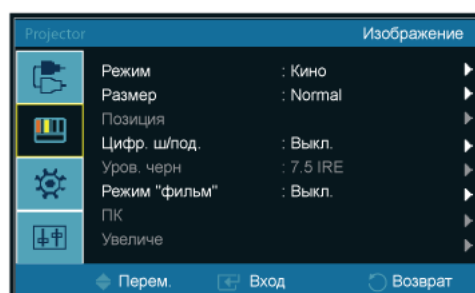 Projector Изображение
Режим : Кино
Размер : Normal
Позиция
Цифр. ш/под. : Выкл.
Уров. черн : 7.5 IRE
Режим "фильм" : Выкл.
ПК
Увеличе
Перем. Вход Возврат